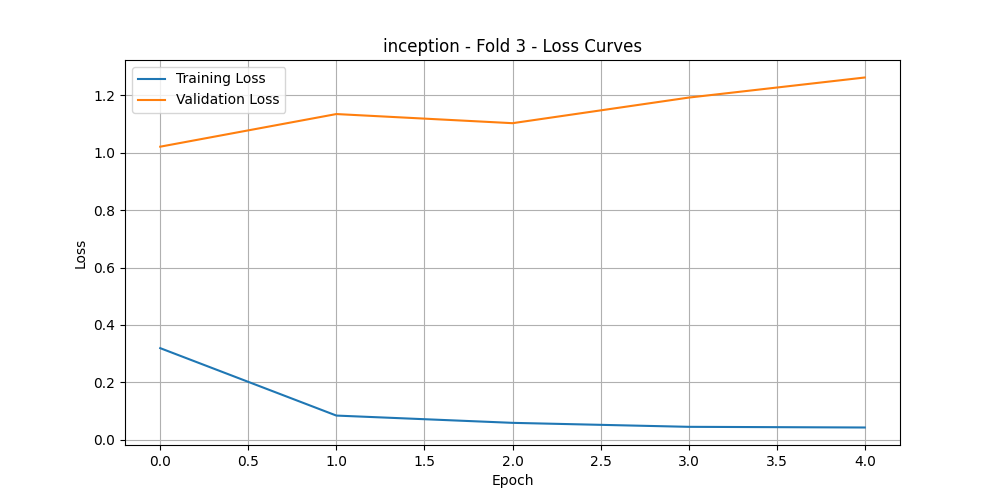 inception - Fold 3 - Loss Curves
Training Loss
Validation Loss
1.2
1.0
0.8
0.6
0.4
0.2
0.0
Loss
0.0 0.5 1.0 1.5 2.0 2.5 3.0 3.5 4.0
Epoch